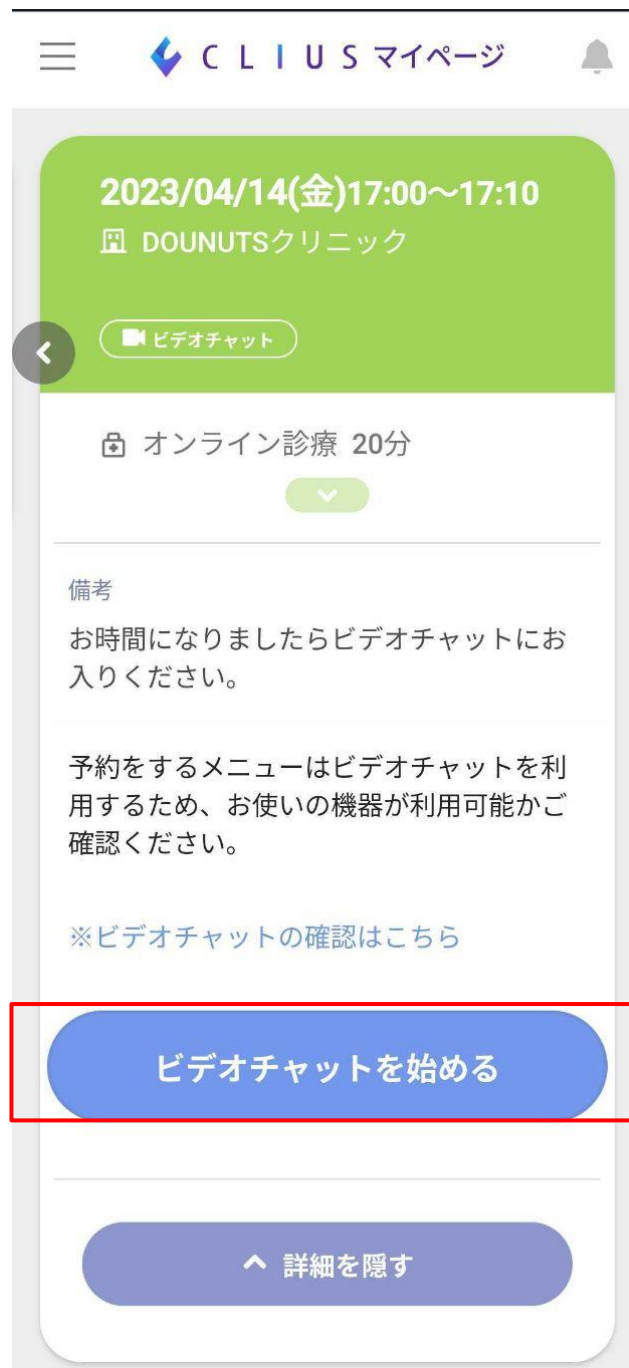 CLIUS マイページ
2023/04/14(金)17:00～17:10
DOUNUTSクリニック
ビデオチャット
オンライン診療 20分
備考
お時間になりましたらビデオチャットにお
入りください。
予約をするメニューはビデオチャットを利
用するため、お使いの機器が利用可能かご
確認ください。
※ビデオチャットの確認はこちら
ビデオチャットを始める
詳細を隠す